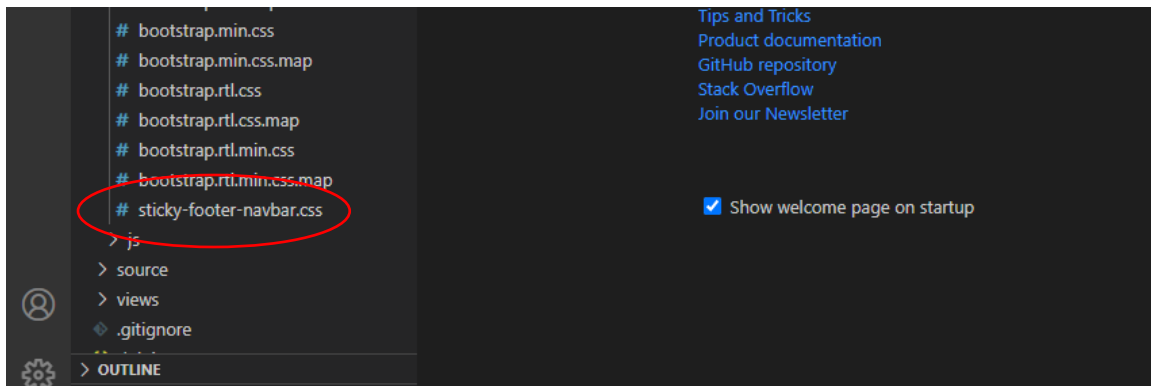 # bootstrap.min.css
# bootstrap.min.css.map
# bootstrap.rtl.css
# bootstrap.rtl.css.map
# bootstrap.rtl.min.css
# bootstrap.rtl.min.css.map
# sticky-footer-navbar.css
> js
> source
> views
.gitignore
> OUTLINE
Tips and Tricks
Product documentation
GitHub repository
Stack Overflow
Join our Newsletter
Show welcome page on startup